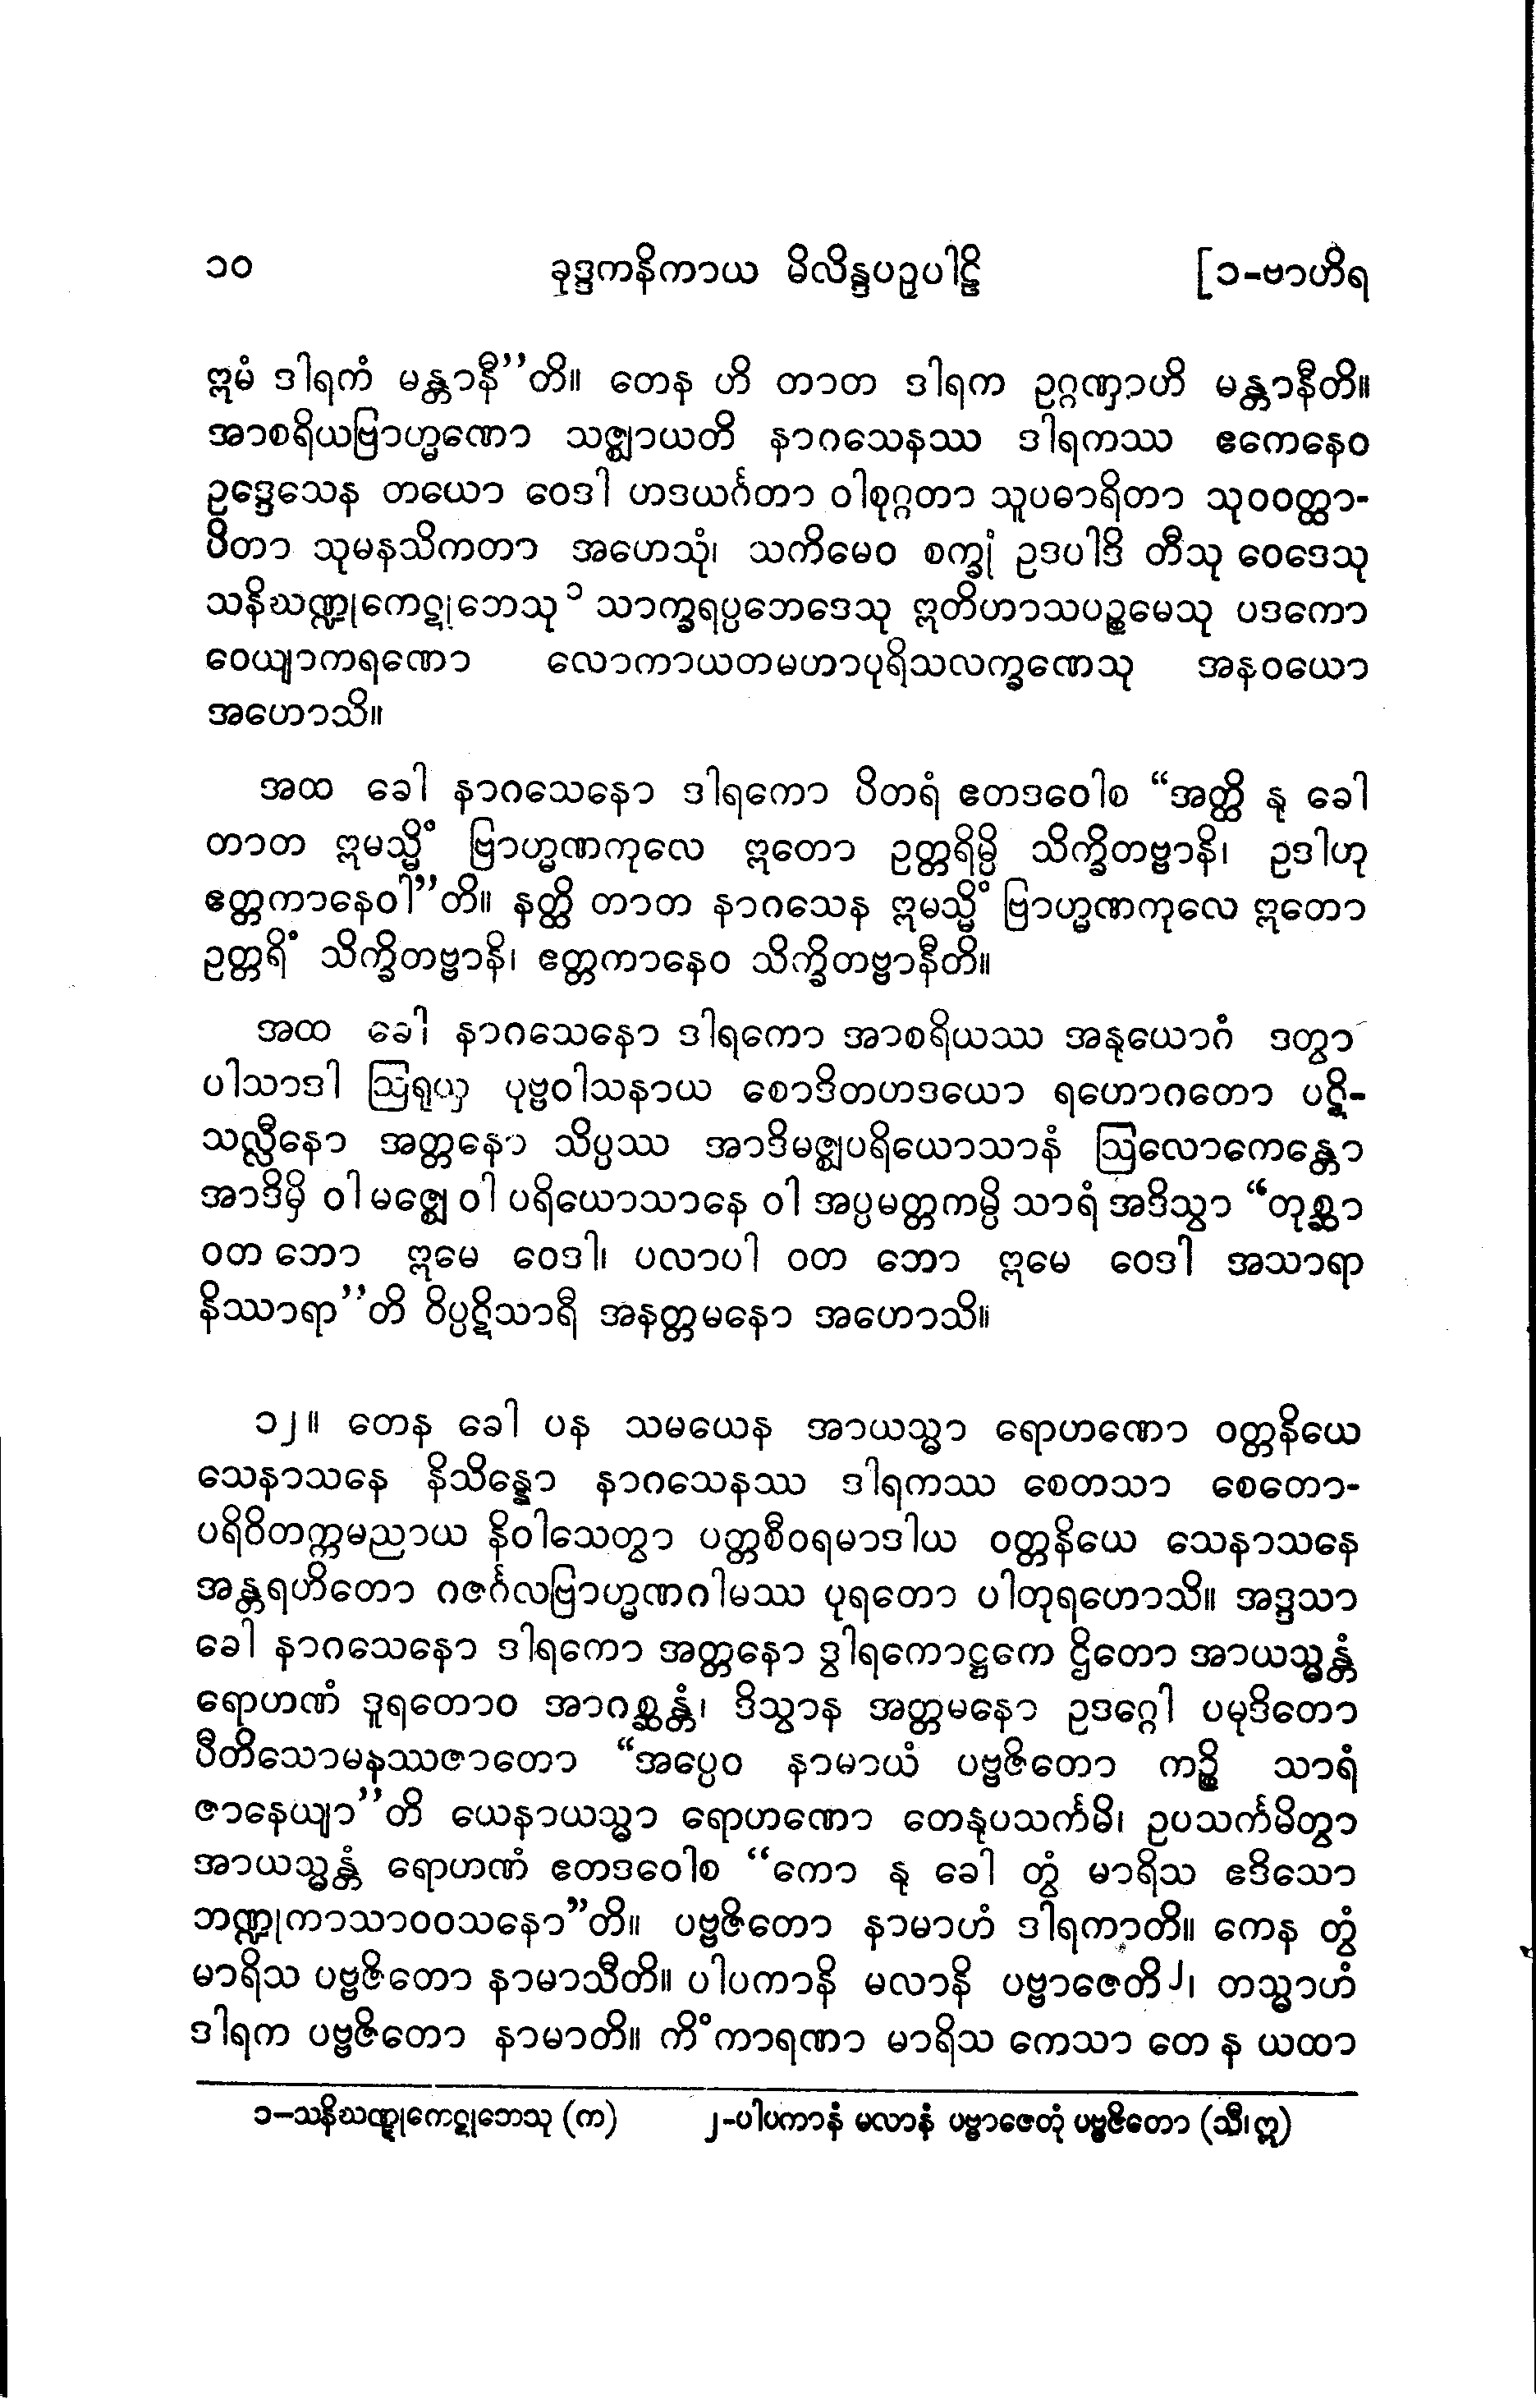 ၁၀ ခုဒ္ဒကနိကာယ မိလိန္ဒပဉှပါဠိ [၁-ဗာဟိရ
ဣမံ ဒါရကံ မန္တာနီ’’တိ။ တေန ဟိ တာတ ဒါရက ဥဂ္ဂဏှာဟိ မန္တာနီတိ။
အာစရိယဗြာဟ္မဏော သဇ္ဈာယတိ နာဂသေနဿ ဒါရကဿ ဧကေနေဝ
ဥဒ္ဒေသေန တယော ဝေဒါ ဟဒယင်္ဂတာ ဝါစုဂ္ဂတာ သူပဓာရိတာ သုဝဝတ္ထာ-
ပိတာ သုမနသိကတာ အဟေသုံ၊ သကိမေဝ စက္ခုံ ဥဒပါဒိ တီသု ဝေဒေသု
သနိဃဏ္ဍုကေဋုဘေသု ၁ သာက္ခရပ္ပဘေဒေသု ဣတိဟာသပဉ္စမေသု ပဒကော
ဝေယျာကရဏော လောကာယတမဟာပုရိသလက္ခဏေသု အနဝယော
အဟောသိ။
အထ ခေါ နာဂသေနော ဒါရကော ပိတရံ ဧတဒဝေါစ “အတ္ထိ နု ခေါ
တာတ ဣမသ္မိံ ဗြာဟ္မဏကုလေ ဣတော ဥတ္တရိမ္ပိ သိက္ခိတဗ္ဗာနိ၊ ဥဒါဟု
ဧတ္တကာနေဝါ”တိ။ နတ္ထိ တာတ နာဂသေန ဣမသ္မိံ ဗြာဟ္မဏကုလေ ဣတော
ဥတ္တရိံ သိက္ခိတဗ္ဗာနိ၊ ဧတ္တကာနေဝ သိက္ခိတဗ္ဗာနီတိ။
အထ ခေါ နာဂသေနော ဒါရကော အာစရိယဿ အနုယောဂံ ဒတွာ
ပါသာဒါ ဩရုယှ ပုဗ္ဗဝါသနာယ စောဒိတဟဒယော ရဟောဂတော ပဋိ-
သလ္လီနော အတ္တနော သိပ္ပဿ အာဒိမဇ္ဈပရိယောသာနံ ဩလောကေန္တော
အာဒိမှိ ဝါ မဇ္ဈေ ဝါ ပရိယောသာနေ ဝါ အပ္ပမတ္တကမ္ပိ သာရံ အဒိသွာ “တုစ္ဆာ
ဝတ ဘော ဣမေ ဝေဒါ၊ ပလာပါ ဝတ ဘော ဣမေ ဝေဒါ အသာရာ
နိဿာရာ’’တိ ဝိပ္ပဋိသာရီ အနတ္တမနော အဟောသိ။
၁၂။ တေန ခေါ ပန သမယေန အာယသ္မာ ရောဟဏော ဝတ္တနိယေ
သေနာသနေ နိသိန္နော နာဂသေနဿ ဒါရကဿ စေတသာ စေတော-
ပရိဝိတက္ကမညာယ နိဝါသေတွာ ပတ္တစီဝရမာဒါယ ဝတ္တနိယေ သေနာသနေ
အန္တရဟိတော ဂဇင်္ဂလဗြာဟ္မဏဂါမဿ ပုရတော ပါတုရဟောသိ။ အဒ္ဒသာ
ခေါ နာဂသေနော ဒါရကော အတ္တနော ဒွါရကောဋ္ဌကေ ဌိတော အာယသ္မန္တံ
ရောဟဏံ ဒူရတောဝ အာဂစ္ဆန္တံ၊ ဒိသွာန အတ္တမနော ဥဒဂ္ဂေါ ပမုဒိတော
ပီတိသောမနဿဇာတော “အပ္ပေဝ နာမာယံ ပဗ္ဗဇိတော ကဉ္စိ သာရံ
ဇာနေယျာ’’တိ ယေနာယသ္မာ ရောဟဏော တေနုပသင်္ကမိ၊ ဥပသင်္ကမိတွာ
အာယသ္မန္တံ ရောဟဏံ ဧတဒဝေါစ “ကော နု ခေါ တွံ မာရိသ ဧဒိသော
ဘဏ္ဍုကာသာဝဝသနော”တိ။ ပဗ္ဗဇိတော နာမာဟံ ဒါရကာတိ။ ကေန တွံ
မာရိသ ပဗ္ဗဇိတော နာမာသီတိ။ ပါပကာနိ မလာနိ ပဗ္ဗာဇေတိ ၂၊ တသ္မာဟံ
ဒါရက ပဗ္ဗဇိတော နာမာတိ။ ကိံကာရဏာ မာရိသ ကေသာ တေ န ယထာ
၁-သနိဃဏ္ဋုကေဋုဘေသု (က) ၂-ပါပကာနံ မလာနံ ပဗ္ဗာဇေတုံ ပဗ္ဗဇိတော (သီ၊ဣ)